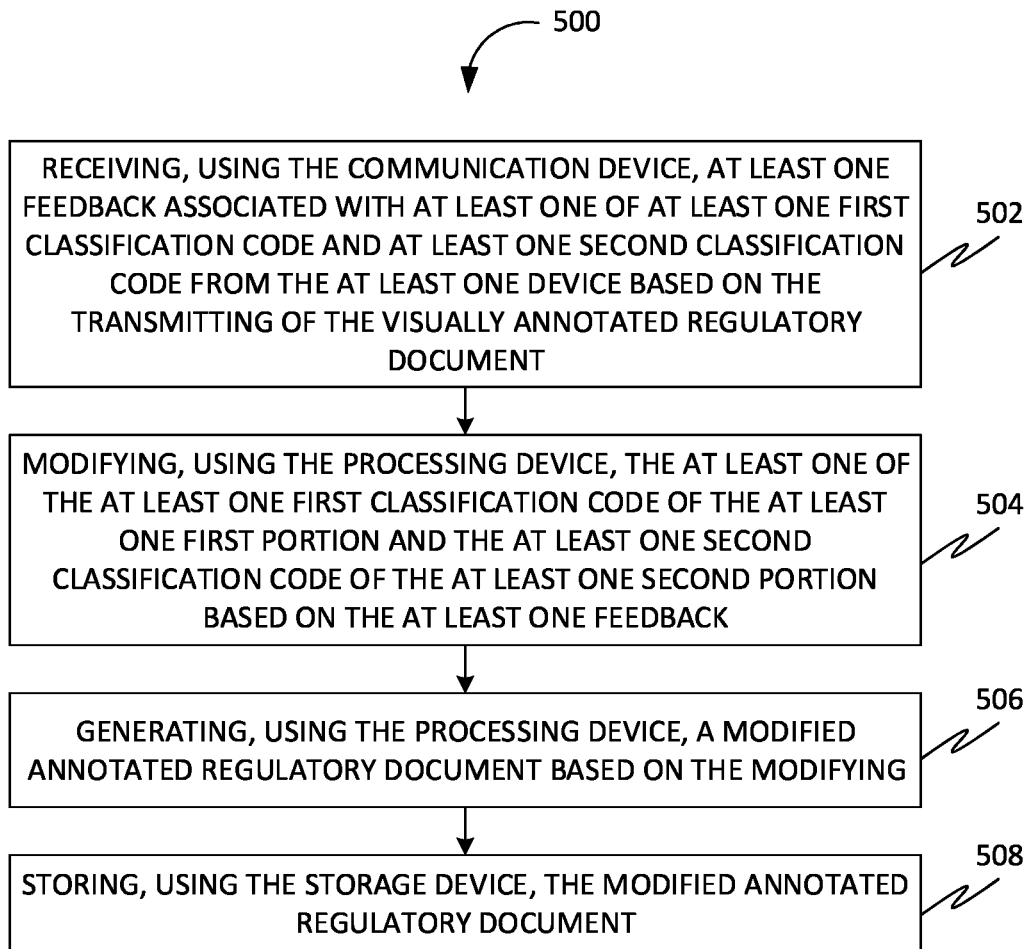 500
RECEIVING, USING THE COMMUNICATION DEVICE, AT LEAST ONE
FEEDBACK ASSOCIATED WITH AT LEAST ONE OF AT LEAST ONE FIRST
CLASSIFICATION CODE AND AT LEAST ONE SECOND CLASSIFICATION
CODE FROM THE AT LEAST ONE DEVICE BASED ON THE
TRANSMITTING OF THE VISUALLY ANNOTATED REGULATORY
DOCUMENT
502
MODIFYING, USING THE PROCESSING DEVICE, THE AT LEAST ONE OF
THE AT LEAST ONE FIRST CLASSIFICATION CODE OF THE AT LEAST
ONE FIRST PORTION AND THE AT LEAST ONE SECOND
CLASSIFICATION CODE OF THE AT LEAST ONE SECOND PORTION
BASED ON THE AT LEAST ONE FEEDBACK
504
GENERATING, USING THE PROCESSING DEVICE, A MODIFIED
ANNOTATED REGULATORY DOCUMENT BASED ON THE MODIFYING
506
STORING, USING THE STORAGE DEVICE, THE MODIFIED ANNOTATED
REGULATORY DOCUMENT
508